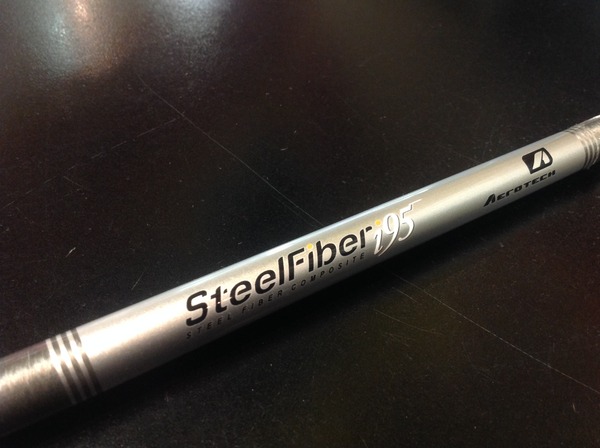 SteelFiber i95
STEEL FIBER COMPOSITE
AEROTECH